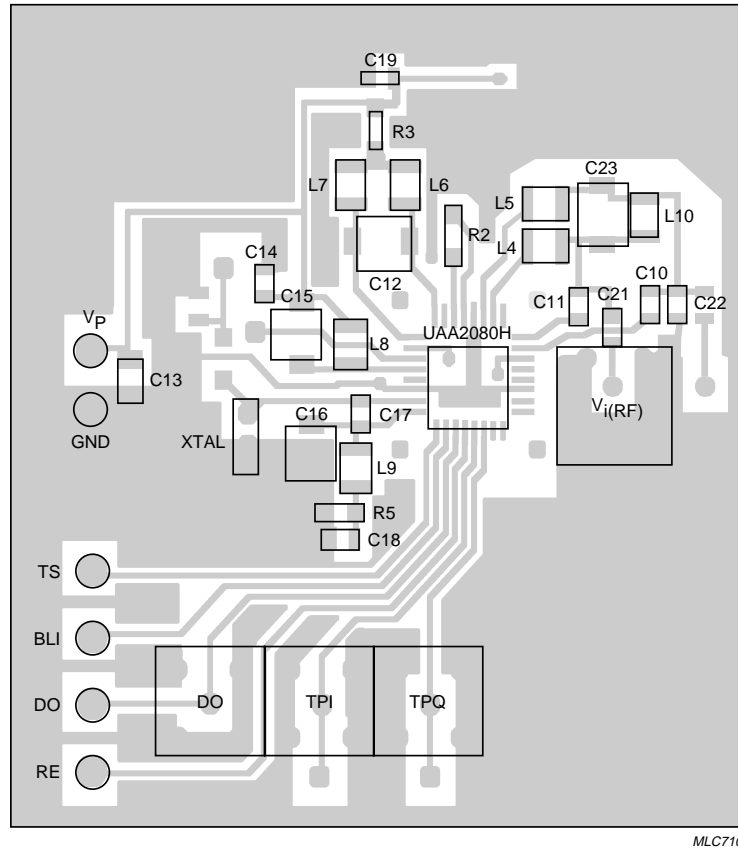 C19
R3
L7
L6
C23
L5
L10
R2
L4
C14
C12
C15
C11
C21
C10
C22
VP
UAA2080H
L8
C13
Vi(RF)
GND
C17
C16
XTAL
L9
R5
C18
TS
BLI
DO
DO
TPI
TPQ
RE